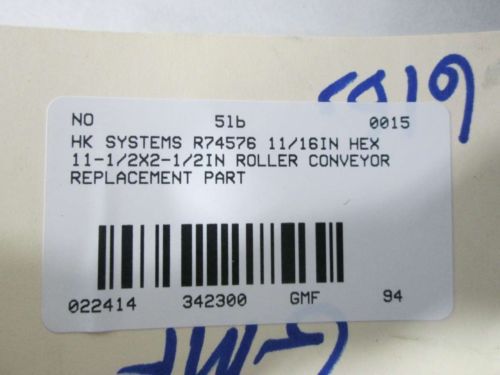 NO 5lb 0015
HK SYSTEMS R74576 11/16IN HEX
11-1/2X2-1/2IN ROLLER CONVEYOR
REPLACEMENT PART
022414 342300 GMF 94